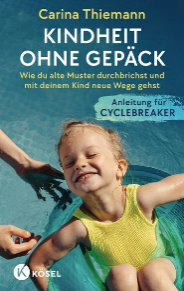 Carina Thiemann
KINDHEIT
OHNE GEPÄCK
Wie du alte Muster durchbrichst und
mit deinem Kind neue Wege gehst
Anleitung für
CYCLEBREAKER
K KÖSEL